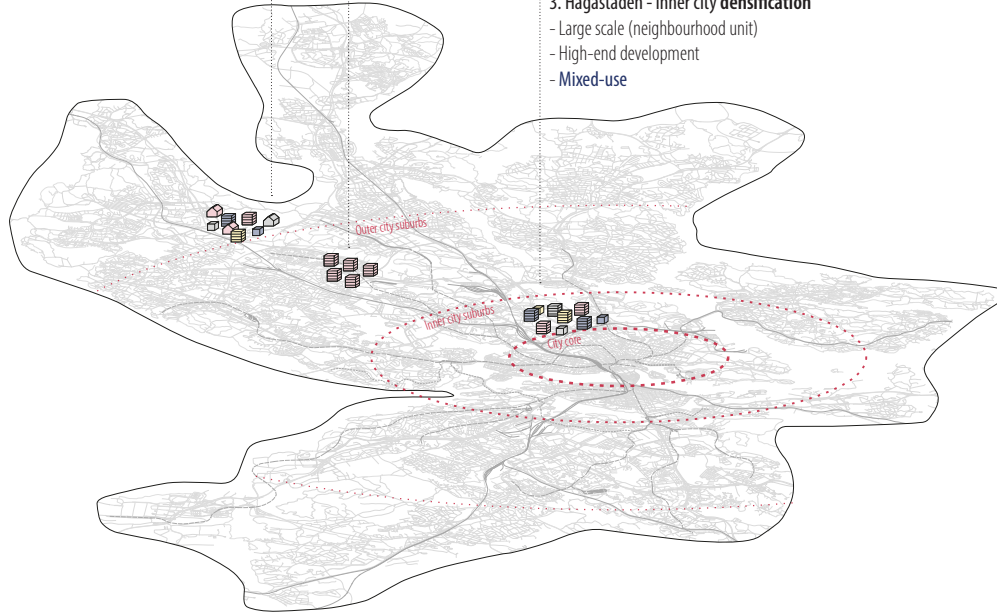 3. Hagastaden - Inner city densification
- Large scale (neighbourhood unit)
- High-end development
- Mixed-use
Outer city suburbs
Inner city suburbs
City core